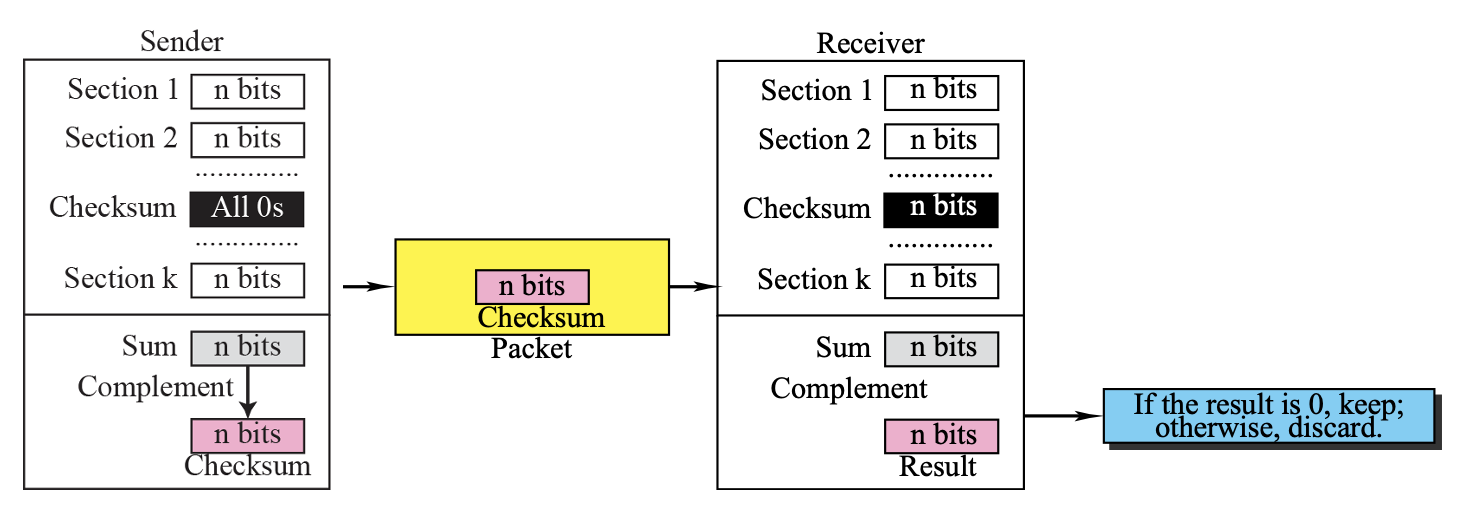 Sender
Section 1 n bits
Section 2 n bits
..............
Checksum All 0s
..............
Section k n bits
Sum n bits
Complement
n bits
Checksum
n bits
Checksum
Packet
Receiver
Section 1 n bits
Section 2 n bits
..............
Checksum n bits
..............
Section k n bits
Sum n bits
Complement
n bits
Result
If the result is 0, keep;
otherwise, discard.